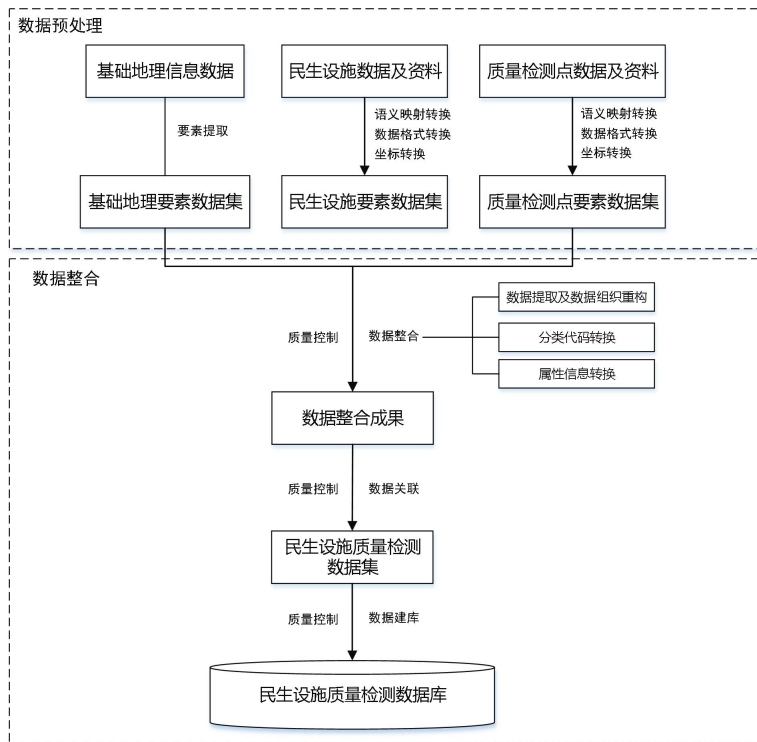 数据预处理
基础地理信息数据
民生设施数据及资料
质量检测点数据及资料
要素提取
语义映射转换
数据格式转换
坐标转换
语义映射转换
数据格式转换
坐标转换
基础地理要素数据集
民生设施要素数据集
质量检测点要素数据集
数据整合
质量控制
数据整合
数据提取及数据组织重构
分类代码转换
属性信息转换
数据整合成果
质量控制
数据关联
民生设施质量检测
数据集
质量控制
数据建库
民生设施质量检测数据库